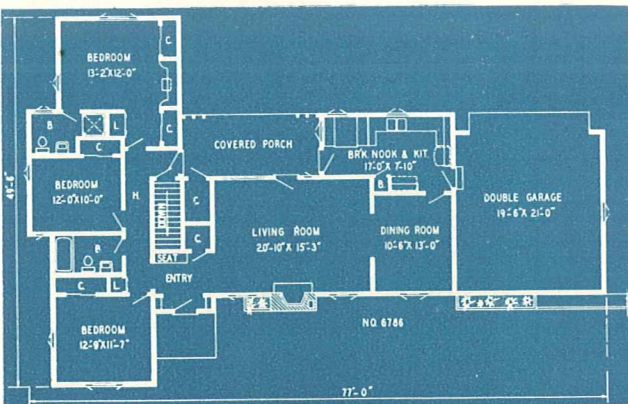 BEDROOM
13'-2"X12'-0"
C.
C.
B.
L.
C.
BEDROOM
12'-0"X10'-0"
H.
COVERED PORCH
BRK. NOOK & KIT.
17'-0"X 7'-10"
B.
DOUBLE GARAGE
19'-6"X 21'-0"
C.
DOWN
C.
LIVING ROOM
20'-10"X 15'-3"
DINING ROOM
10'-6"X 13'-0"
SEAT
ENTRY
B.
C.
L.
BEDROOM
12'-9"X11'-7"
NO. 6786
49'-6"
77'-0"